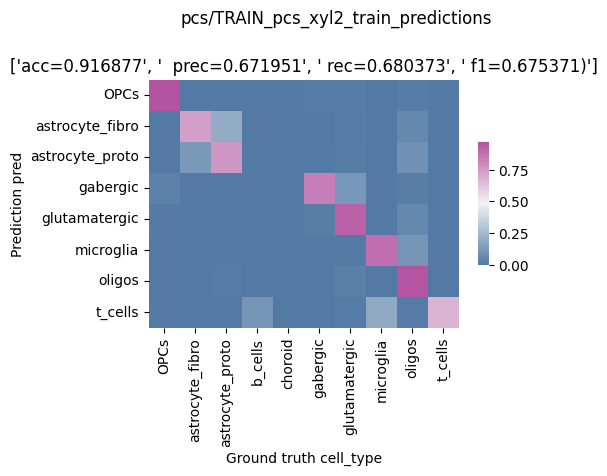 pcs/TRAIN_pcs_xyl2_train_predictions
['acc=0.916877', '  prec=0.671951', ' rec=0.680373', ' f1=0.675371)']
Prediction pred
OPCs
astrocyte_fibro
astrocyte_proto
gabergic
glutamatergic
microglia
oligos
t_cells
0.75
0.50
0.25
0.00
OPCs
astrocyte_fibro
astrocyte_proto
b_cells
choroid
gabergic
glutamatergic
microglia
oligos
t_cells
Ground truth cell_type